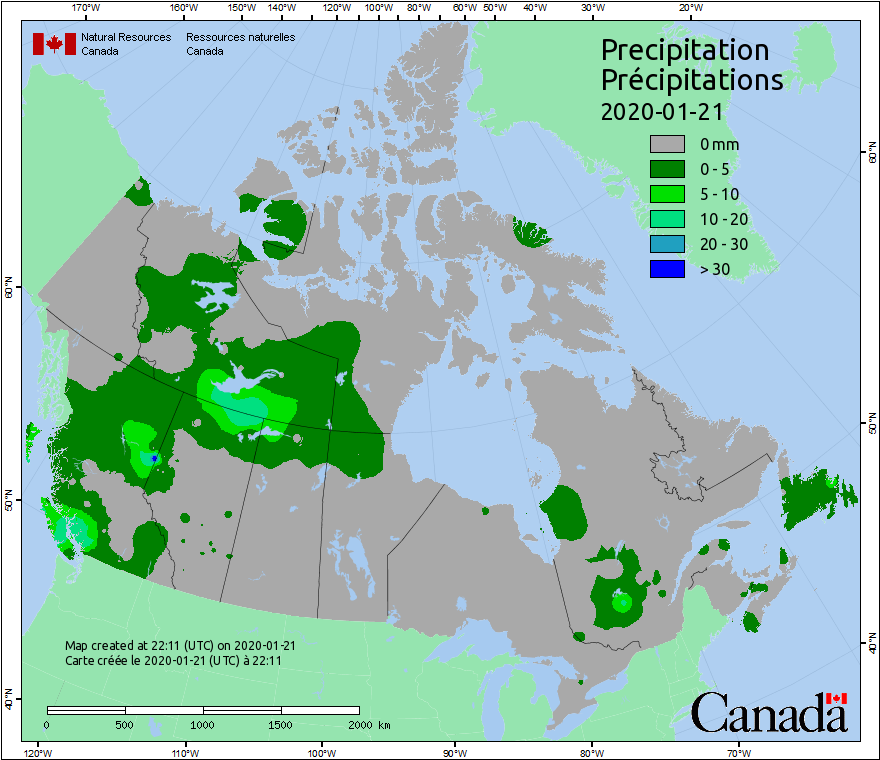 170°W 160°W 150°W 140°W 120°W 100°W 80°W 60°W 50°W 40°W 30°W 20°W
Natural Resources Ressources naturelles
Canada Canada
Precipitation
Précipitations
2020-01-21
0 mm
0 - 5
5 - 10
10 - 20
20 - 30
> 30
60°N
60°N
50°N
50°N
40°N
40°N
Map created at 22:11 (UTC) on 2020-01-21
Carte créée le 2020-01-21 (UTC) à 22:11
0 500 1000 1500 2000 km
Canada
120°W 110°W 100°W 90°W 80°W 70°W